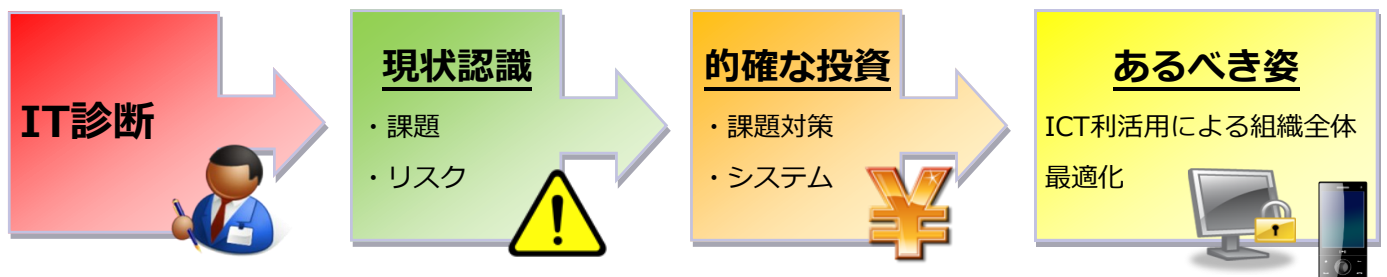 IT診断
現状認識
・課題
・リスク
的確な投資
・課題対策
・システム
あるべき姿
ICT利活用による組織全体
最適化